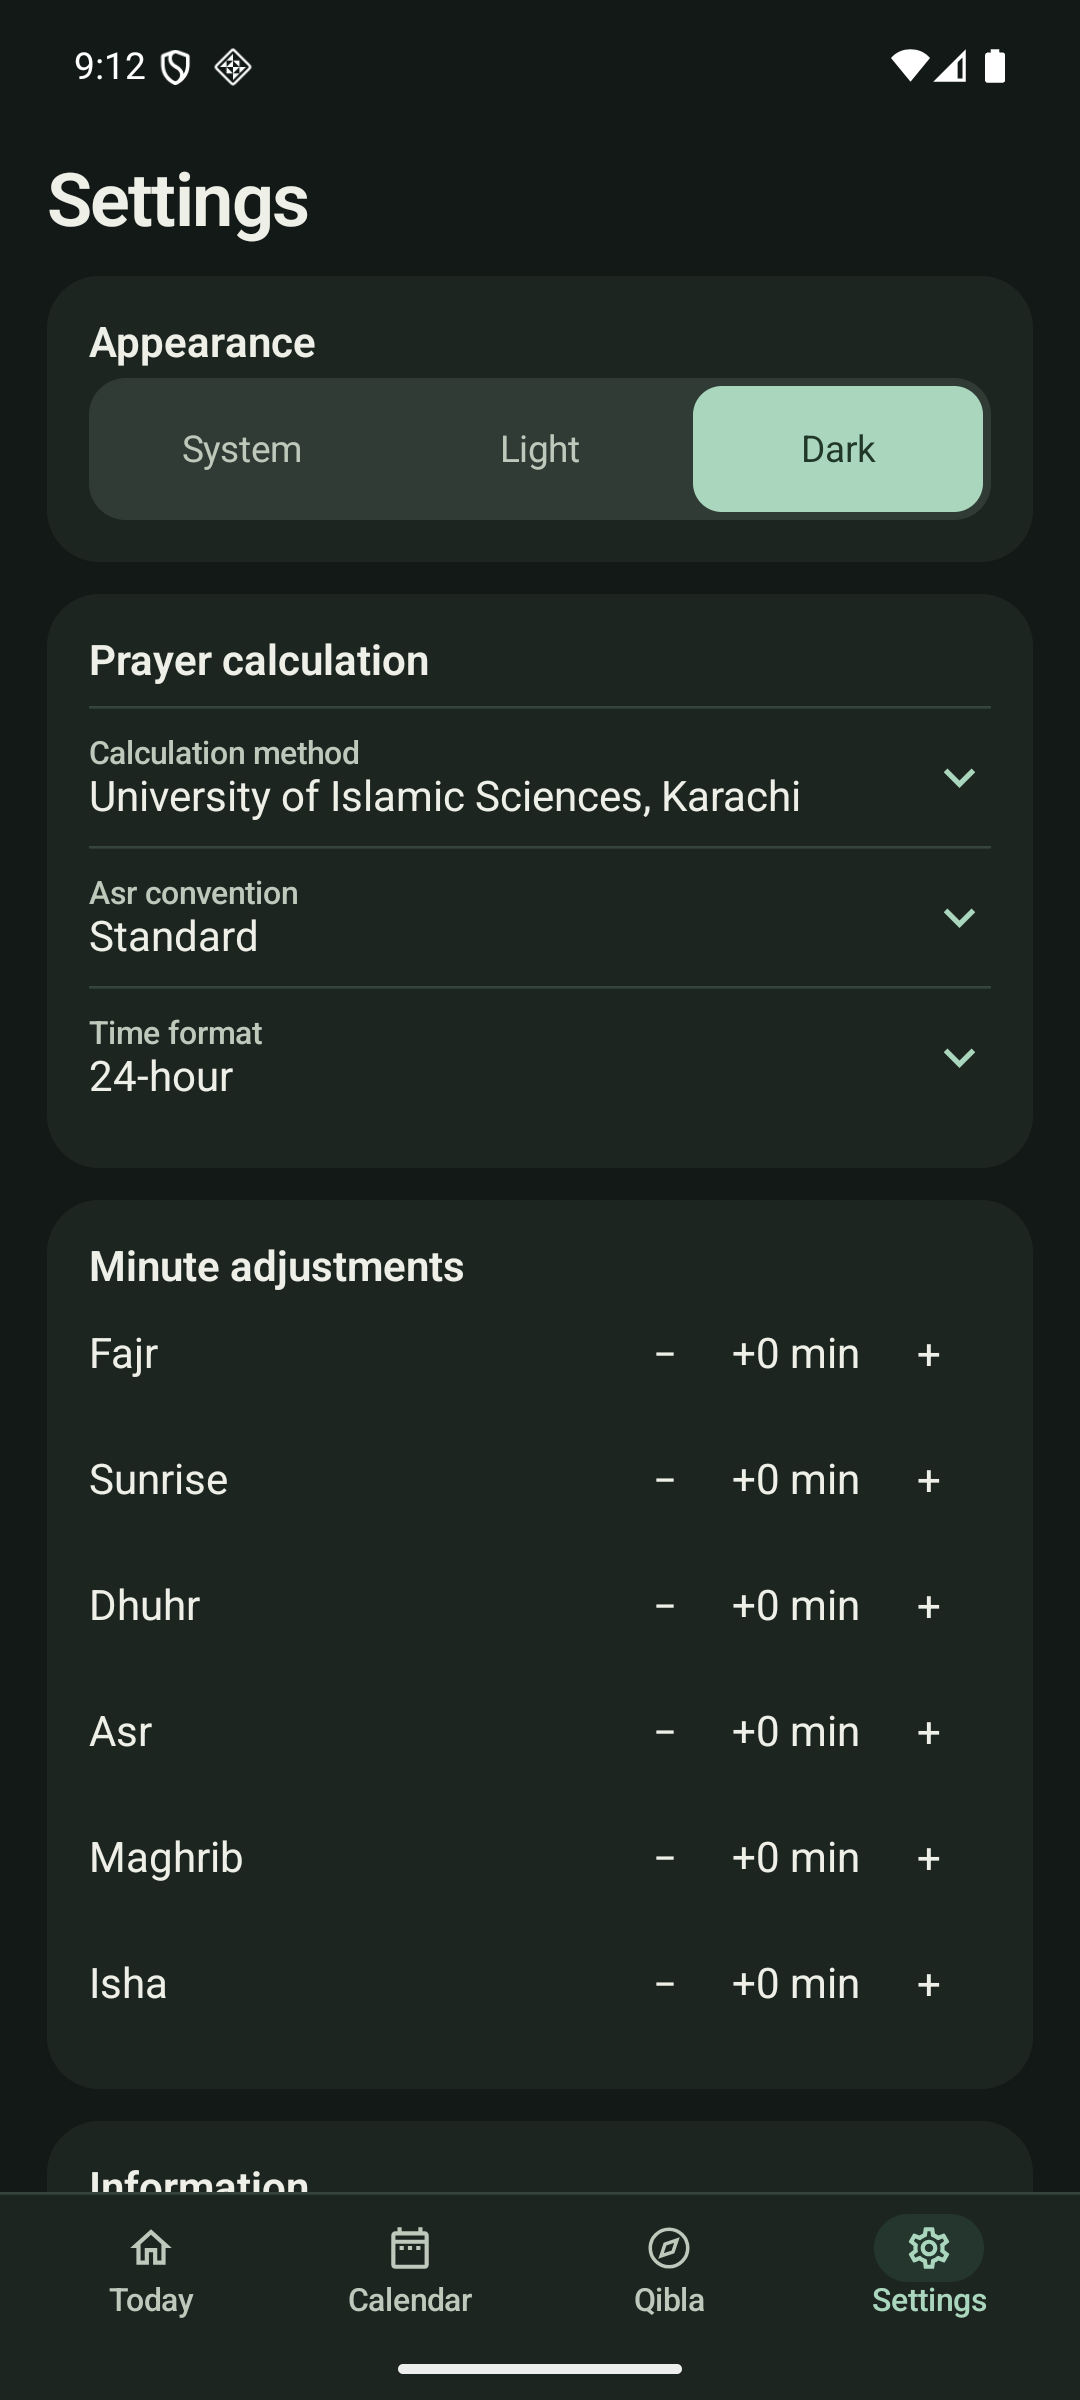 9:12
Settings
Appearance
System Light Dark
Prayer calculation
Calculation method
University of Islamic Sciences, Karachi
Asr convention
Standard
Time format
24-hour
Minute adjustments
Fajr − +0 min +
Sunrise − +0 min +
Dhuhr − +0 min +
Asr − +0 min +
Maghrib − +0 min +
Isha − +0 min +
Information
Today Calendar Qibla Settings